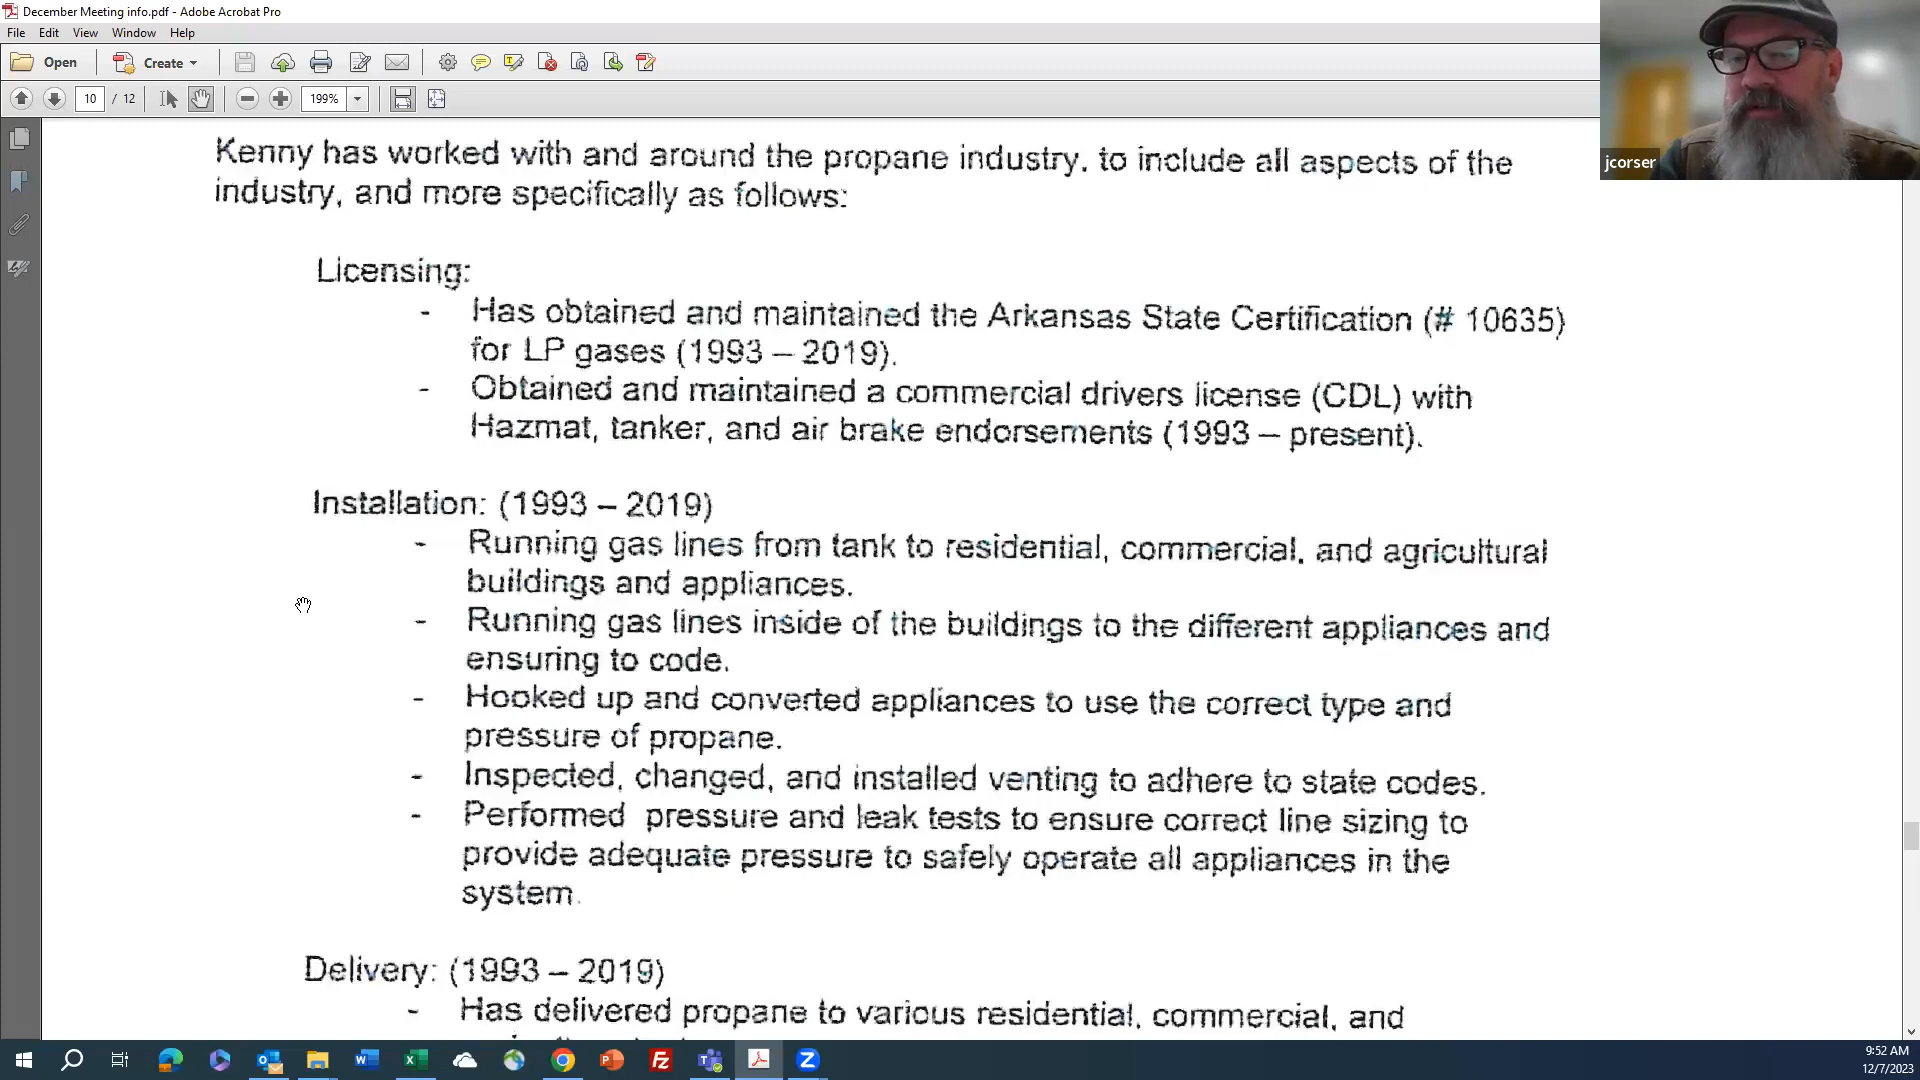 December Meeting info.pdf - Adobe Acrobat Pro
File Edit View Window Help
Open Create
10 / 12 199%
jcorser
Kenny has worked with and around the propane industry, to include all aspects of the
industry, and more specifically as follows:
Licensing:
- Has obtained and maintained the Arkansas State Certification (# 10635)
for LP gases (1993 – 2019).
- Obtained and maintained a commercial drivers license (CDL) with
Hazmat, tanker, and air brake endorsements (1993 – present).
Installation: (1993 – 2019)
- Running gas lines from tank to residential, commercial, and agricultural
buildings and appliances.
- Running gas lines inside of the buildings to the different appliances and
ensuring to code.
- Hooked up and converted appliances to use the correct type and
pressure of propane.
- Inspected, changed, and installed venting to adhere to state codes.
- Performed pressure and leak tests to ensure correct line sizing to
provide adequate pressure to safely operate all appliances in the
system.
Delivery: (1993 – 2019)
- Has delivered propane to various residential, commercial, and
9:52 AM
12/7/2023